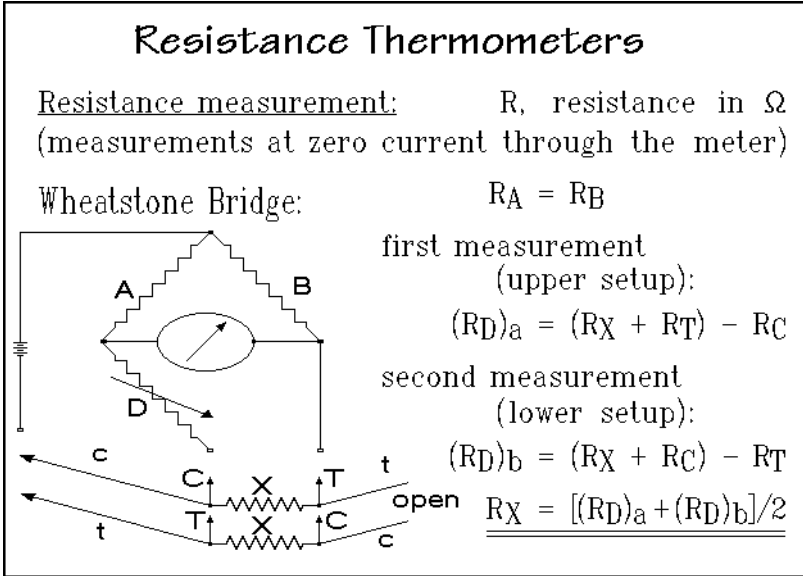 Resistance Thermometers
Resistance measurement: R, resistance in Ω
(measurements at zero current through the meter)
Wheatstone Bridge:
RA = RB
first measurement
(upper setup):
(RD)a = (RX + RT) – RC
second measurement
(lower setup):
(RD)b = (RX + RC) – RT
RX = [(RD)a + (RD)b]/2
A
B
D
c
C
X
T
t
open
T
X
C
t
c